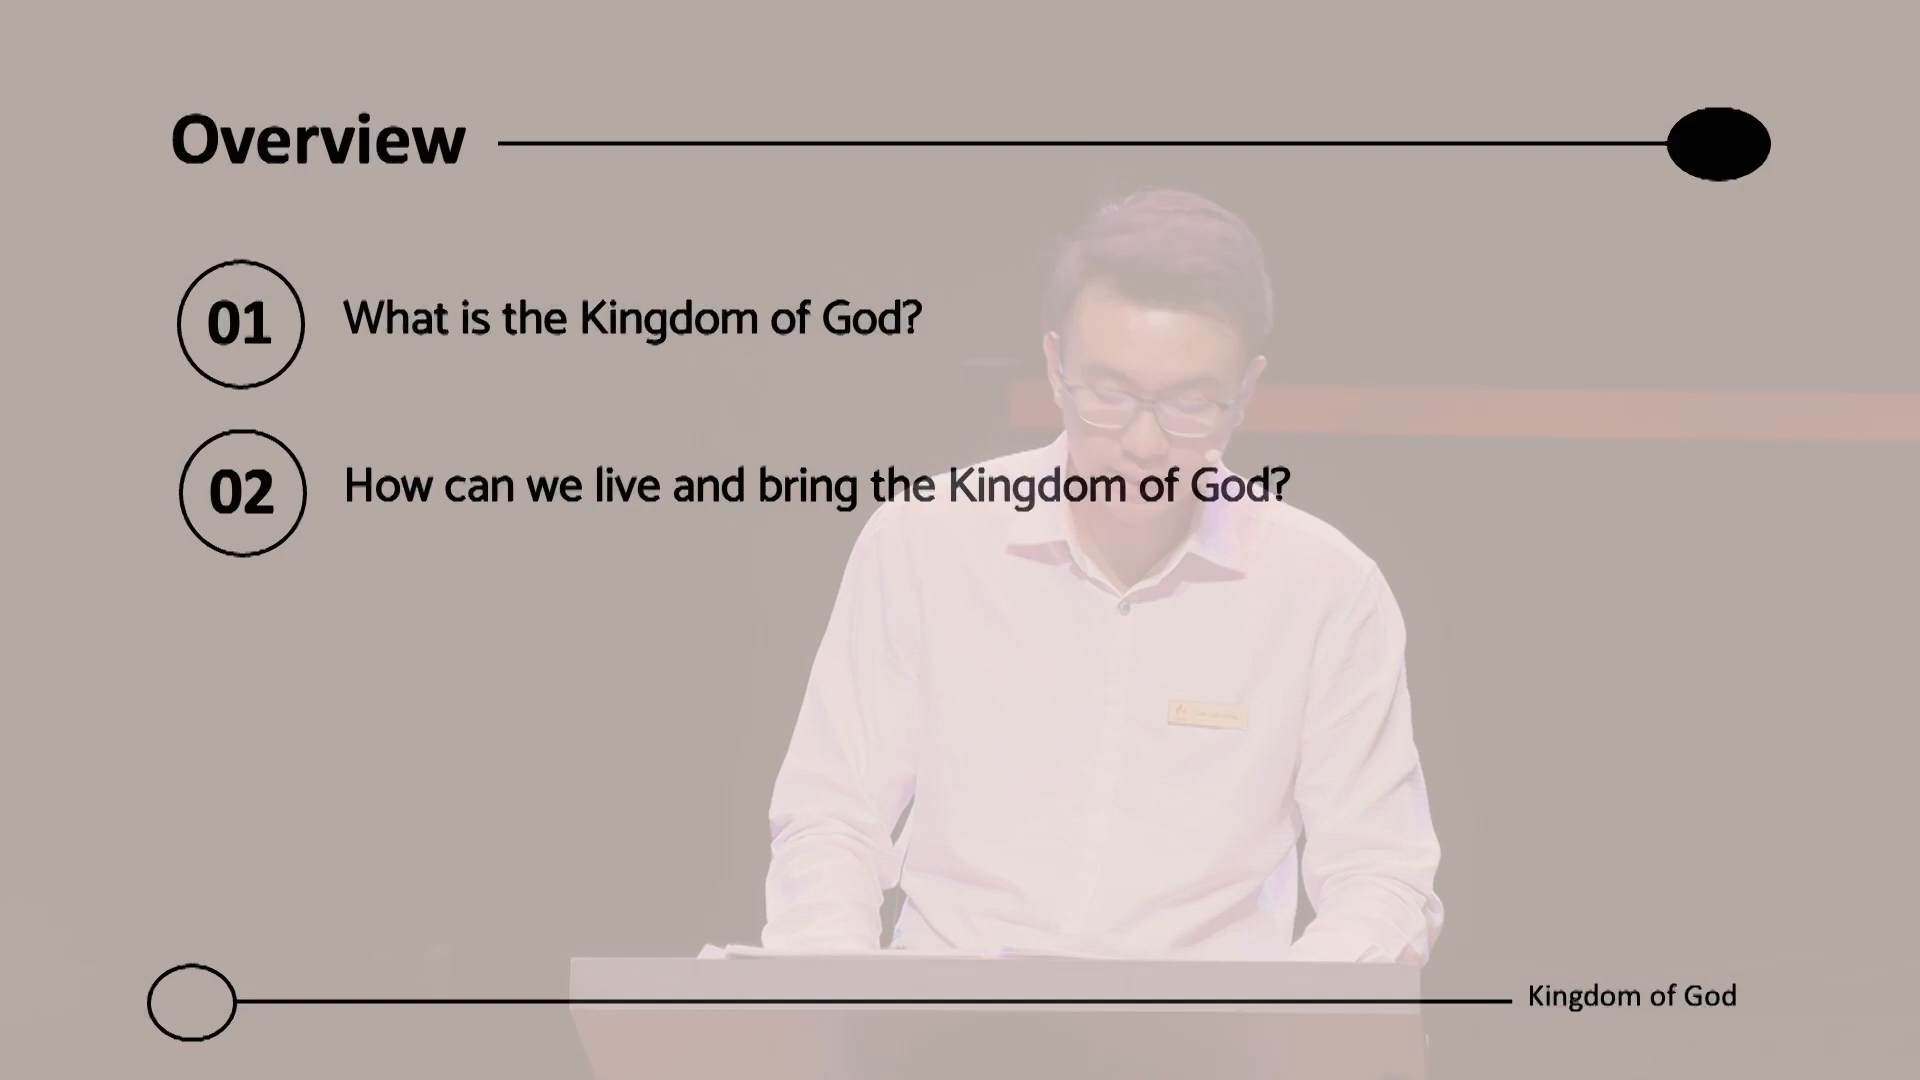 Overview
01
What is the Kingdom of God?
02
How can we live and bring the Kingdom of God?
Kingdom of God